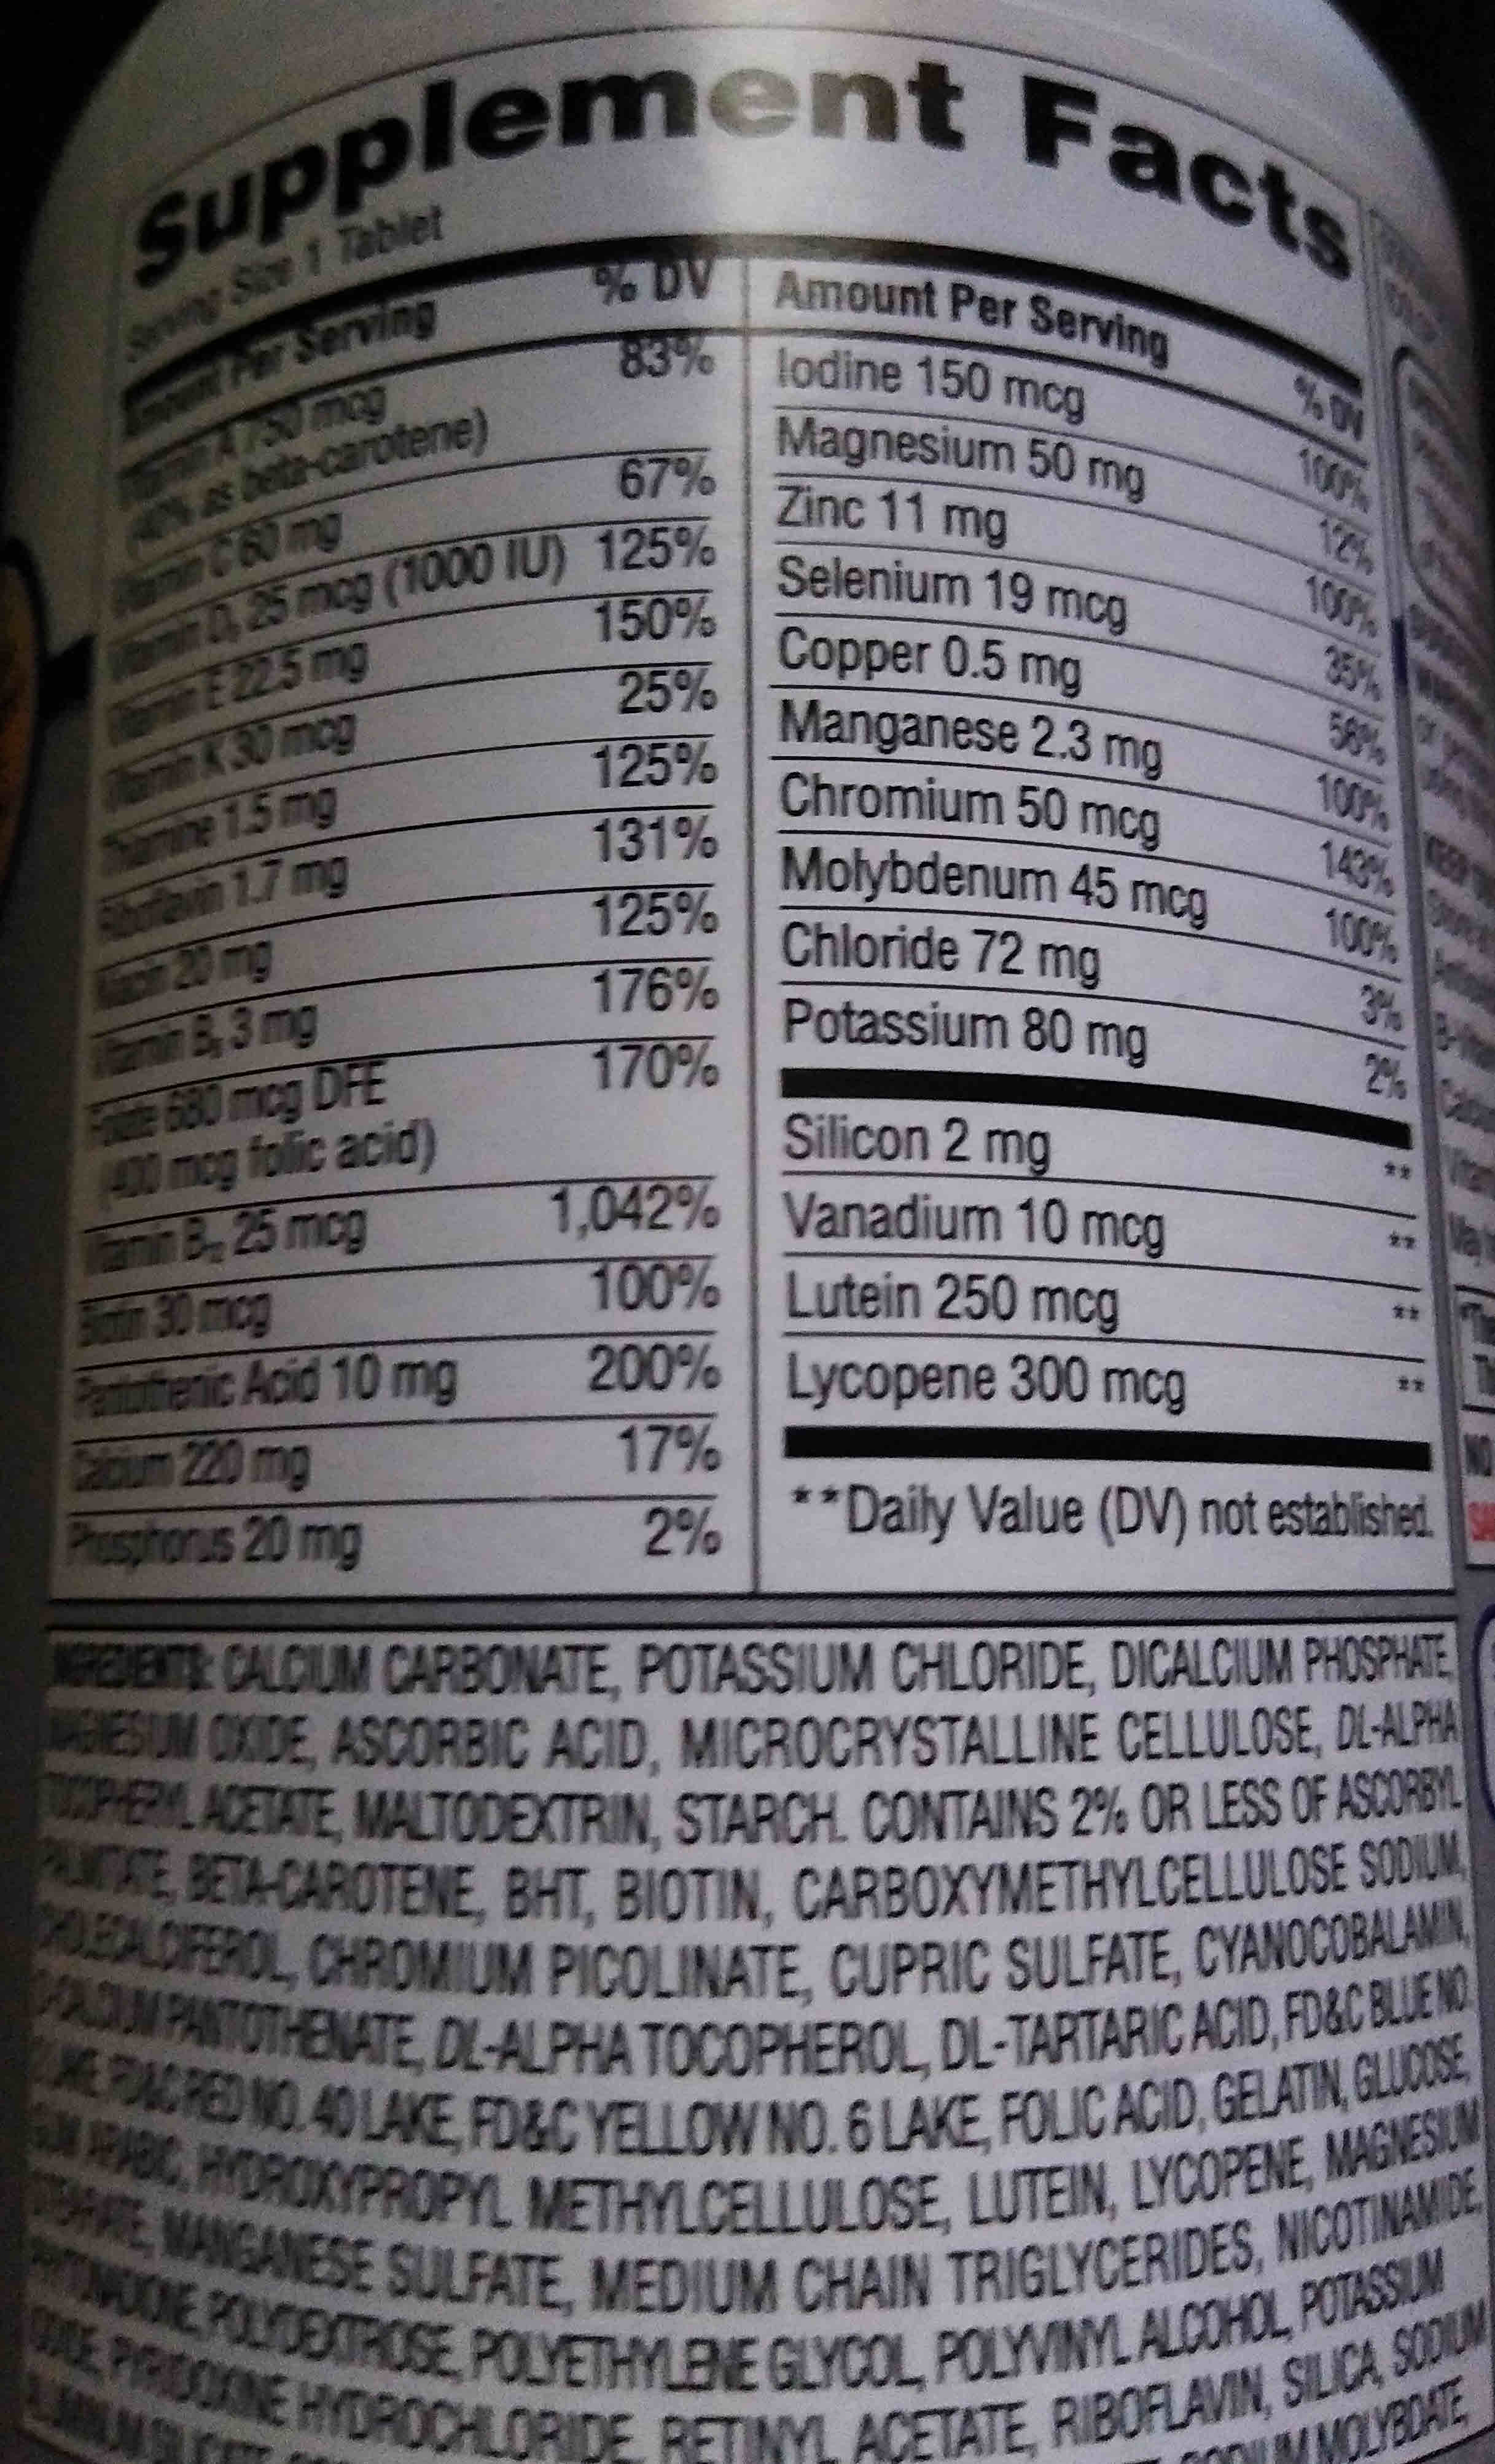 Supplement Facts
Serving Size 1 Tablet
Amount Per Serving % DV
Vitamin A 750 mcg 83%
(40% as beta-carotene)
Vitamin C 60 mg 67%
Vitamin D₃ 25 mcg (1000 IU) 125%
Vitamin E 22.5 mg 150%
Vitamin K 30 mcg 25%
Thiamine 1.5 mg 125%
Riboflavin 1.7 mg 131%
Niacin 20 mg 125%
Vitamin B₆ 3 mg 176%
Folate 680 mcg DFE 170%
(400 mcg folic acid)
Vitamin B₁₂ 25 mcg 1,042%
Biotin 30 mcg 100%
Pantothenic Acid 10 mg 200%
Calcium 220 mg 17%
Phosphorus 20 mg 2%
Amount Per Serving % DV
Iodine 150 mcg 100%
Magnesium 50 mg 12%
Zinc 11 mg 100%
Selenium 19 mcg 35%
Copper 0.5 mg 56%
Manganese 2.3 mg 100%
Chromium 50 mcg 143%
Molybdenum 45 mcg 100%
Chloride 72 mg 3%
Potassium 80 mg 2%
Silicon 2 mg **
Vanadium 10 mcg **
Lutein 250 mcg **
Lycopene 300 mcg **
**Daily Value (DV) not established.
INGREDIENTS: CALCIUM CARBONATE, POTASSIUM CHLORIDE, DICALCIUM PHOSPHATE,
MAGNESIUM OXIDE, ASCORBIC ACID, MICROCRYSTALLINE CELLULOSE, DL-ALPHA
TOCOPHERYL ACETATE, MALTODEXTRIN, STARCH. CONTAINS 2% OR LESS OF ASCORBYL
PALMITATE, BETA-CAROTENE, BHT, BIOTIN, CARBOXYMETHYLCELLULOSE SODIUM,
CHOLECALCIFEROL, CHROMIUM PICOLINATE, CUPRIC SULFATE, CYANOCOBALAMIN,
D-CALCIUM PANTOTHENATE, DL-ALPHA TOCOPHEROL, DL-TARTARIC ACID, FD&C BLUE NO.
LAKE, FD&C RED NO. 40 LAKE, FD&C YELLOW NO. 6 LAKE, FOLIC ACID, GELATIN, GLUCOSE,
GUM ARABIC, HYDROXYPROPYL METHYLCELLULOSE, LUTEIN, LYCOPENE, MAGNESIUM
STEARATE, MANGANESE SULFATE, MEDIUM CHAIN TRIGLYCERIDES, NICOTINAMIDE,
PHYTONADIONE, POLYDEXTROSE, POLYETHYLENE GLYCOL, POLYVINYL ALCOHOL, POTASSIUM
IODIDE, PYRIDOXINE HYDROCHLORIDE, RETINYL ACETATE, RIBOFLAVIN, SILICA, SODIUM
SODIUM MOLYBDATE,
NO